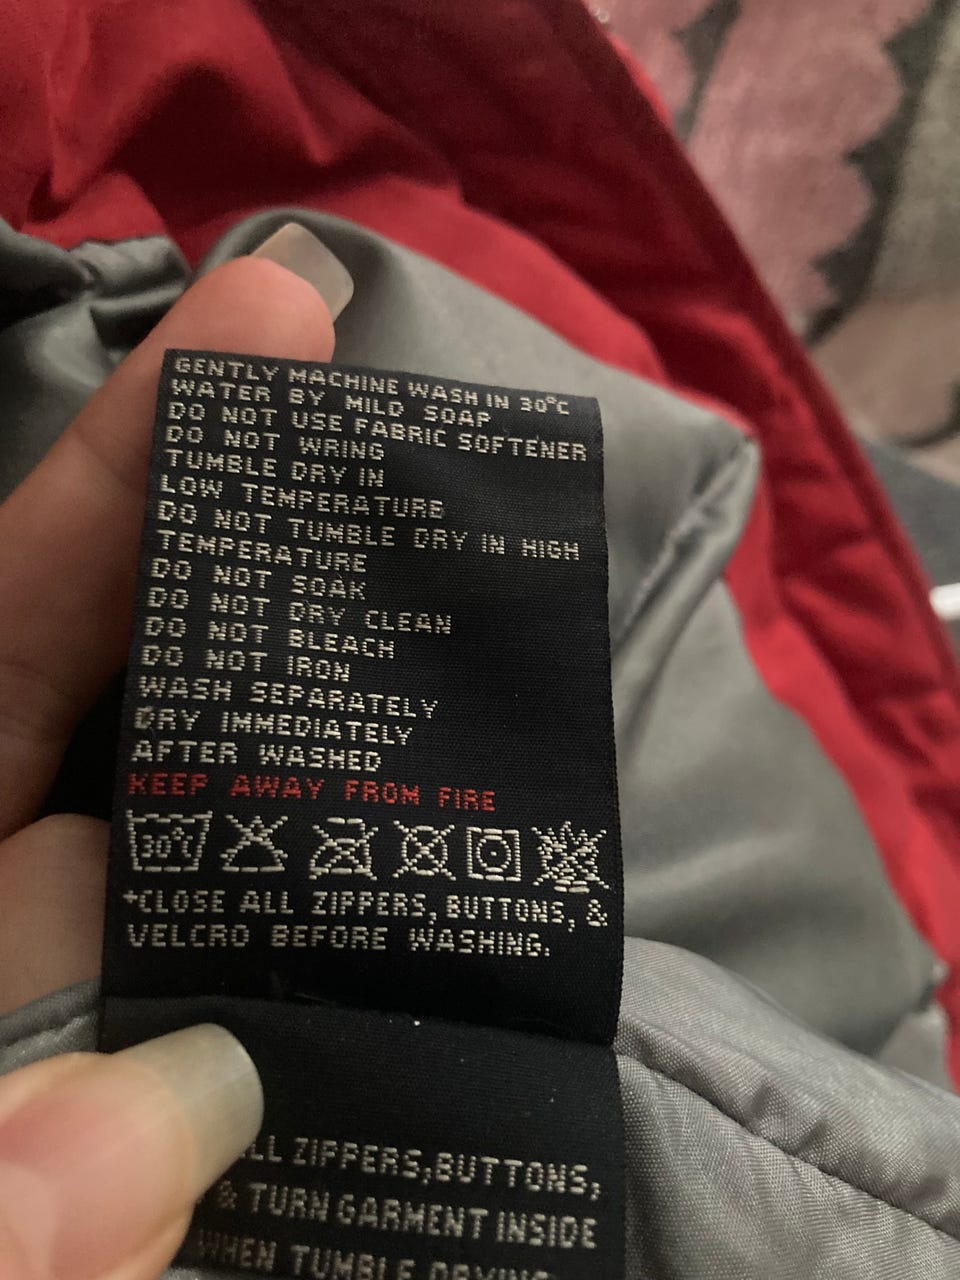 GENTLY MACHINE WASH IN 30°C
WATER BY MILD SOAP
DO NOT USE FABRIC SOFTENER
DO NOT WRING
TUMBLE DRY IN
LOW TEMPERATURE
DO NOT TUMBLE DRY IN HIGH
TEMPERATURE
DO NOT SOAK
DO NOT DRY CLEAN
DO NOT BLEACH
DO NOT IRON
WASH SEPARATELY
DRY IMMEDIATELY
AFTER WASHED
KEEP AWAY FROM FIRE
30°C
+CLOSE ALL ZIPPERS, BUTTONS, &
VELCRO BEFORE WASHING.
ZIPPERS, BUTTONS,
& TURN GARMENT INSIDE
WHEN TUMBLE DRYING